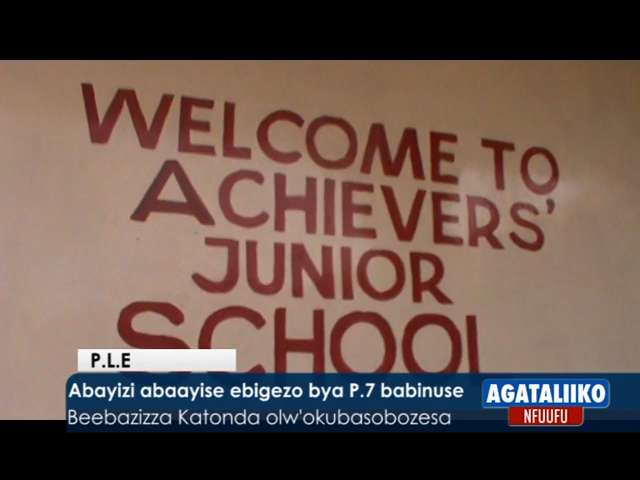 WELCOME TO
ACHIEVERS'
JUNIOR
SCHOOL
P.L.E
Abayizi abaayise ebigezo bya P.7 babinuse
Beebazizza Katonda olw'okubasobozesa
AGATALIIKO
NFUUFU